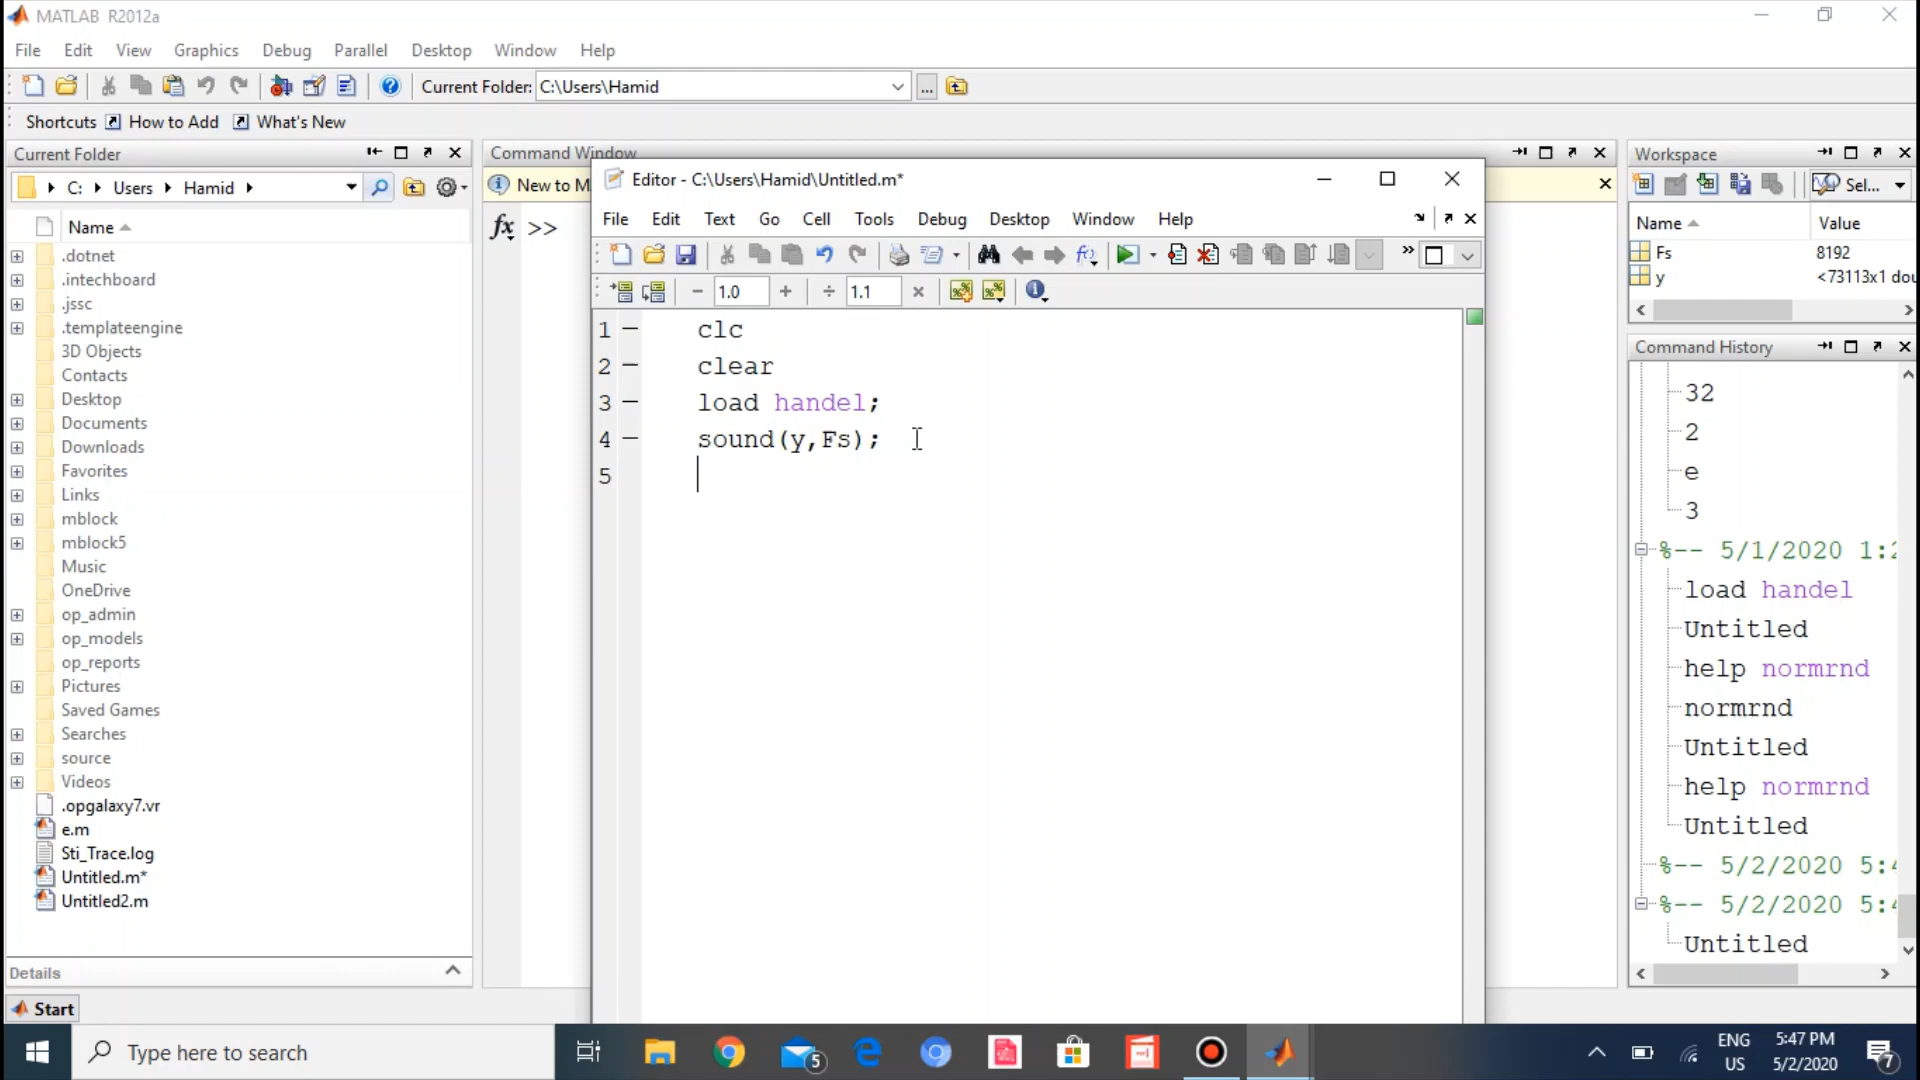 MATLAB R2012a
File Edit View Graphics Debug Parallel Desktop Window Help
Current Folder: C:\Users\Hamid
...
Shortcuts How to Add What's New
Current Folder
C: Users Hamid
Name
.dotnet
.intechboard
.jssc
.templateengine
3D Objects
Contacts
Desktop
Documents
Downloads
Favorites
Links
mblock
mblock5
Music
OneDrive
op_admin
op_models
op_reports
Pictures
Saved Games
Searches
source
Videos
.opgalaxy7.vr
e.m
Sti_Trace.log
Untitled.m*
Untitled2.m
Details
Start
Command Window
New to M
fx >>
Editor - C:\Users\Hamid\Untitled.m*
File Edit Text Go Cell Tools Debug Desktop Window Help
− 1.0 + ÷ 1.1 ×
1 − clc
2 − clear
3 − load handel;
4 − sound(y,Fs);
5
Workspace
Sel...
Name Value
Fs 8192
y <73113x1 dou
Command History
32
2
e
3
%-- 5/1/2020 1:2
load handel
Untitled
help normrnd
normrnd
Untitled
help normrnd
Untitled
%-- 5/2/2020 5:4
%-- 5/2/2020 5:4
Untitled
Type here to search
5
ENG
US
5:47 PM
5/2/2020
7